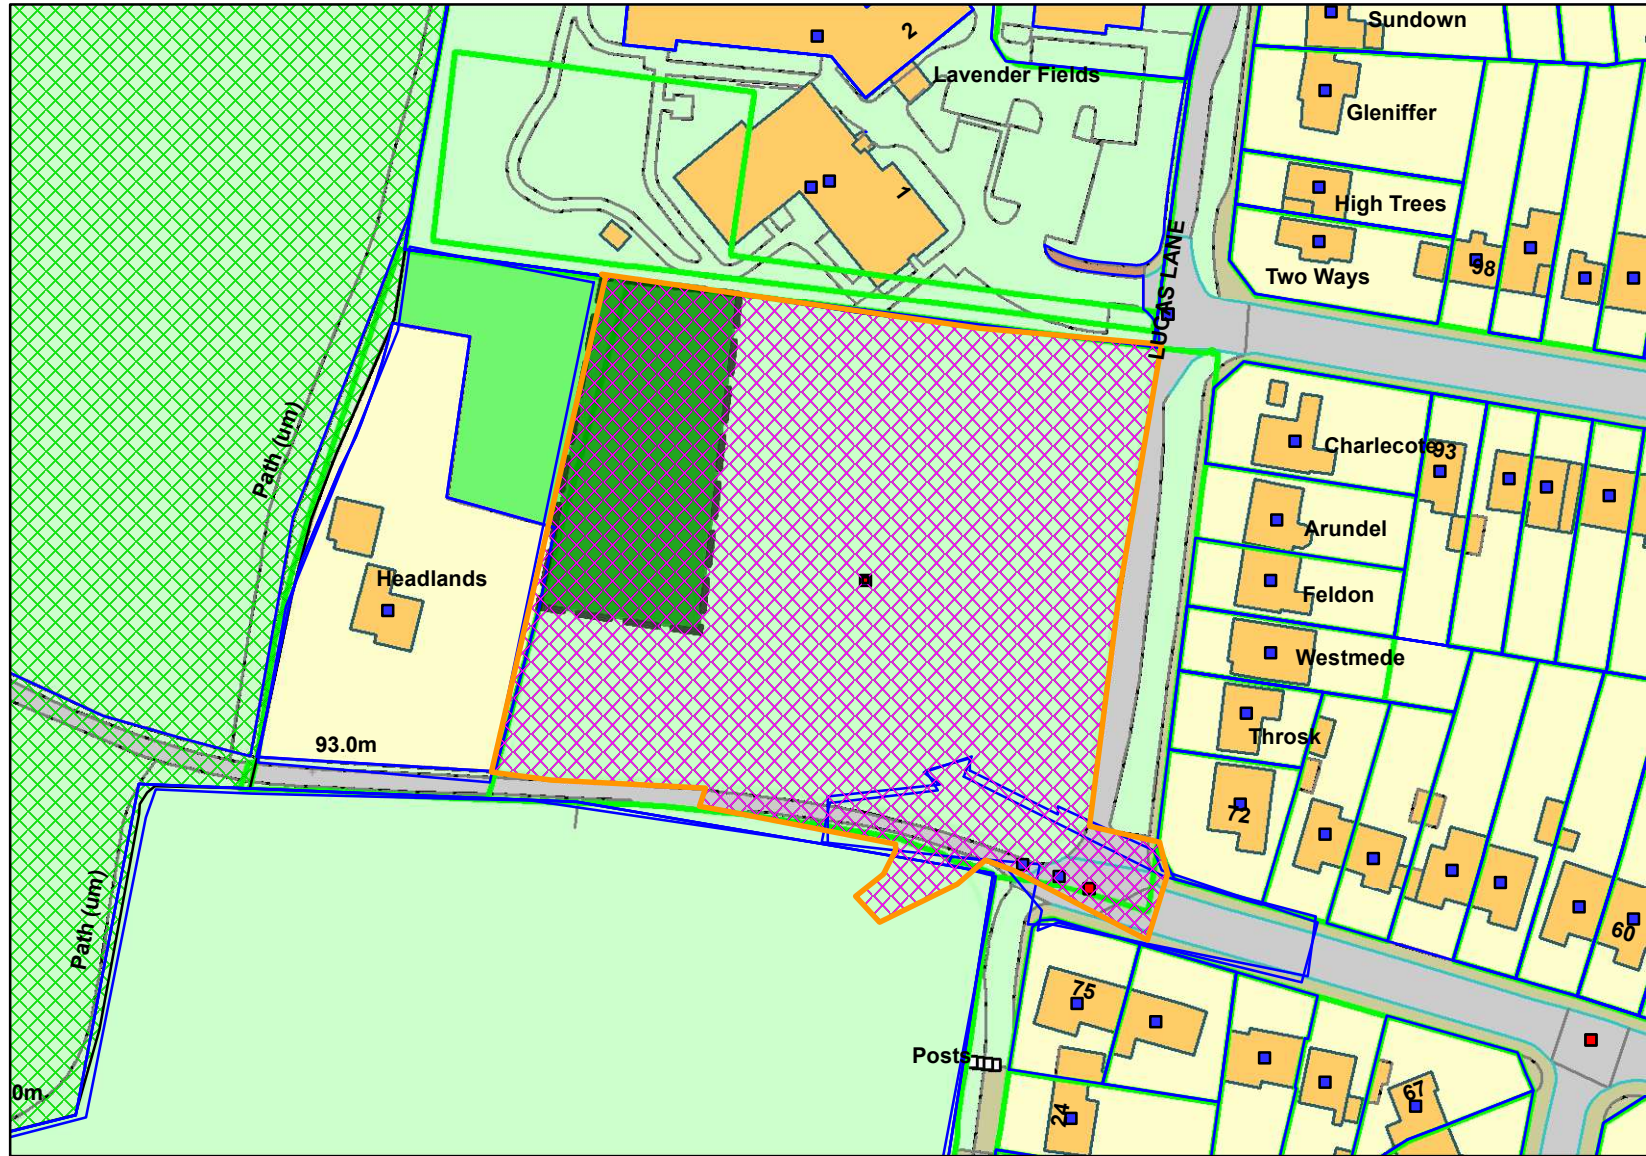 Sundown
2
Lavender Fields
Gleniffer
1
High Trees
LUCAS LANE
Two Ways
98
Path (um)
Charlecote
93
Arundel
Headlands
Feldon
Westmede
Throsk
93.0m
72
60
Path (um)
75
Posts
0m
67
24